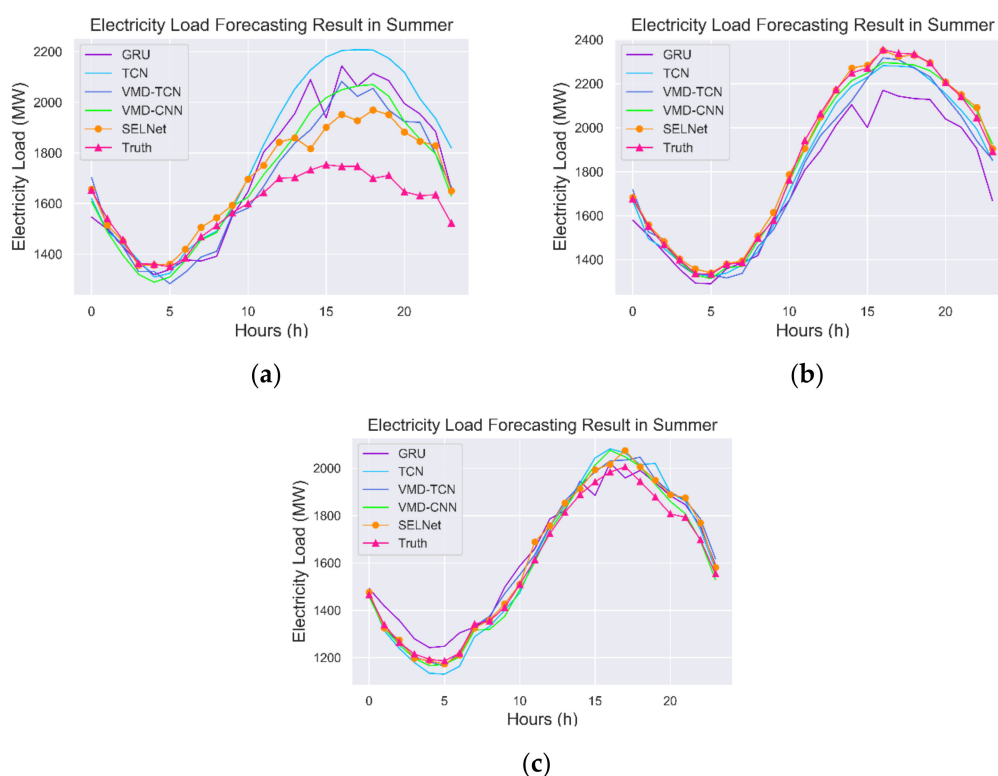 Electricity Load Forecasting Result in Summer
Electricity Load (MW)
2200
2000
1800
1600
1400
GRU
TCN
VMD-TCN
VMD-CNN
SELNet
Truth
0 5 10 15 20
Hours (h)
(a)
Electricity Load Forecasting Result in Summer
Electricity Load (MW)
2400
2200
2000
1800
1600
1400
GRU
TCN
VMD-TCN
VMD-CNN
SELNet
Truth
0 5 10 15 20
Hours (h)
(b)
Electricity Load Forecasting Result in Summer
Electricity Load (MW)
2000
1800
1600
1400
1200
GRU
TCN
VMD-TCN
VMD-CNN
SELNet
Truth
0 5 10 15 20
Hours (h)
(c)